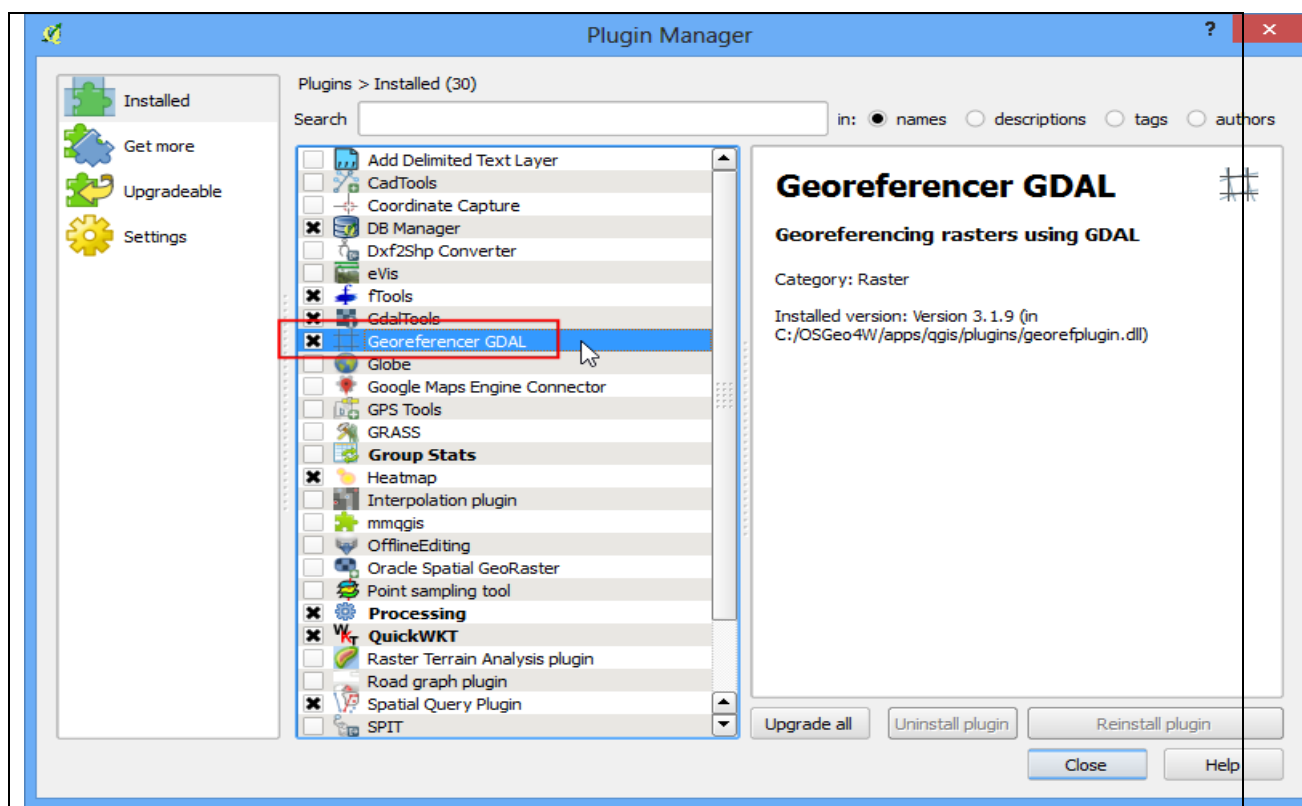 Plugin Manager
?
×
Installed
Get more
Upgradeable
Settings
Plugins > Installed (30)
Search
in: names descriptions tags authors
Add Delimited Text Layer
CadTools
Coordinate Capture
DB Manager
Dxf2Shp Converter
eVis
fTools
GdalTools
Georeferencer GDAL
Globe
Google Maps Engine Connector
GPS Tools
GRASS
Group Stats
Heatmap
Interpolation plugin
mmqgis
OfflineEditing
Oracle Spatial GeoRaster
Point sampling tool
Processing
WKT QuickWKT
Raster Terrain Analysis plugin
Road graph plugin
Spatial Query Plugin
SPIT
Georeferencer GDAL
Georeferencing rasters using GDAL
Category: Raster
Installed version: Version 3.1.9 (in
C:/OSGeo4W/apps/qgis/plugins/georefplugin.dll)
Upgrade all
Uninstall plugin
Reinstall plugin
Close
Help